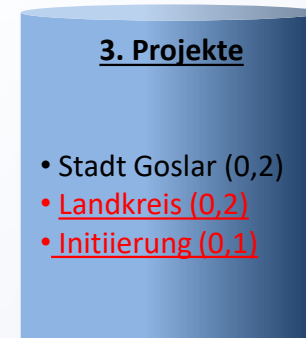 3. Projekte
• Stadt Goslar (0,2)
• Landkreis (0,2)
• Initiierung (0,1)